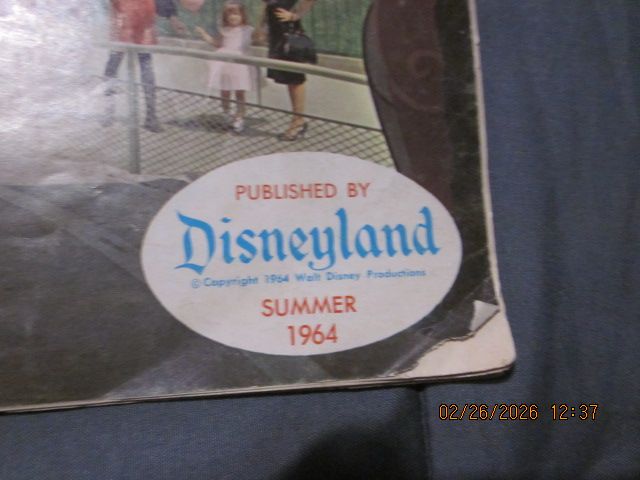 PUBLISHED BY
Disneyland
© Copyright 1964 Walt Disney Productions
SUMMER
1964
02/26/2026 12:37